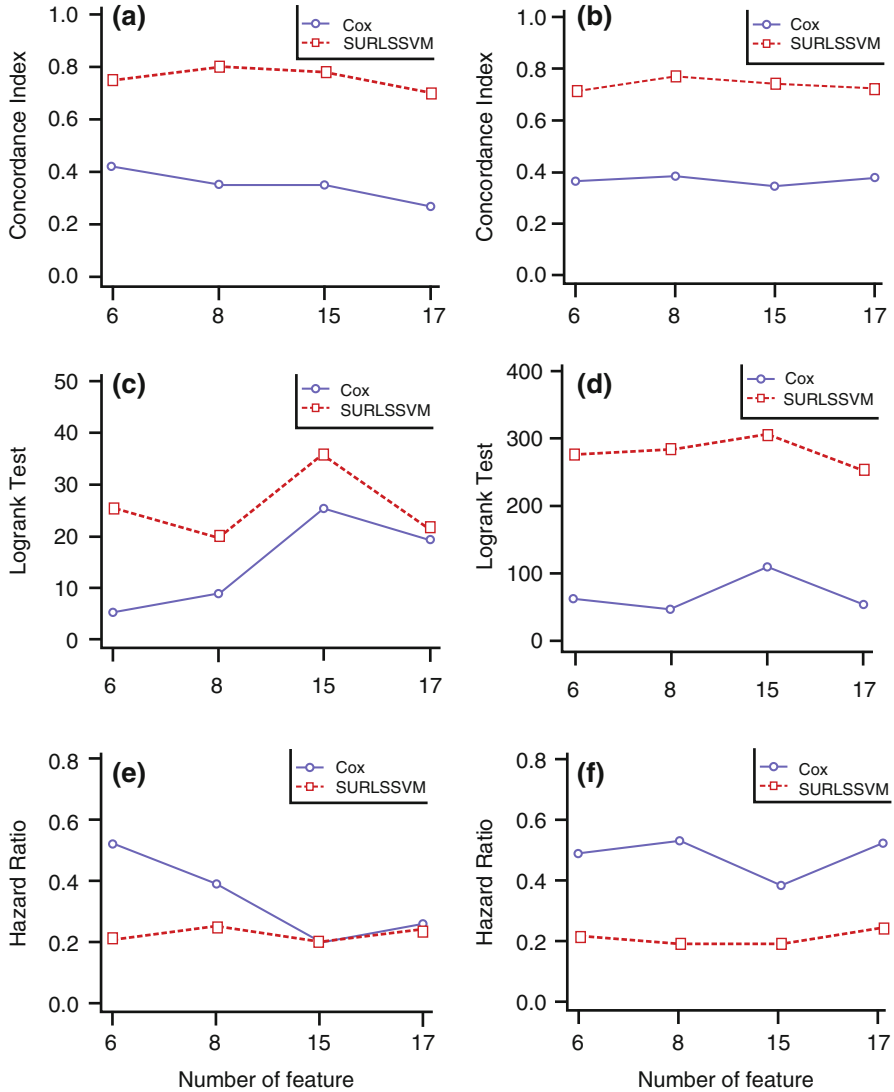 (a)
Cox
SURLSSVM
Concordance Index
1.0
0.8
0.6
0.4
0.2
0.0
6
8
15
17
(b)
Cox
SURLSSVM
Concordance Index
1.0
0.8
0.6
0.4
0.2
0.0
6
8
15
17
(c)
Cox
SURLSSVM
Logrank Test
50
40
30
20
10
0
6
8
15
17
(d)
Cox
SURLSSVM
Logrank Test
400
300
200
100
0
6
8
15
17
(e)
Cox
SURLSSVM
Hazard Ratio
0.8
0.6
0.4
0.2
0.0
6
8
15
17
Number of feature
(f)
Cox
SURLSSVM
Hazard Ratio
0.8
0.6
0.4
0.2
0.0
6
8
15
17
Number of feature